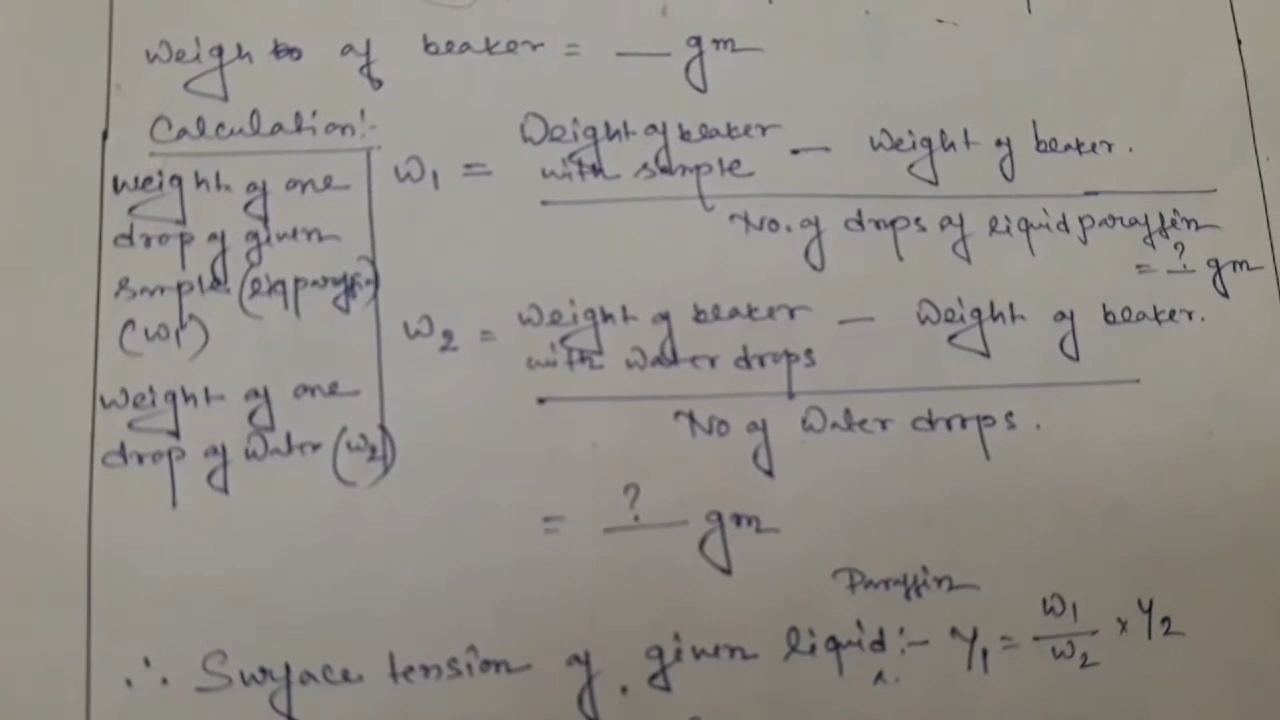 Weight of beaker = — gm
Calculation:-
Weight of one
drop of given
sample (liq paraffin)
(w1)
w1 = Weight of beaker with sample — Weight of beaker.
No. of drops of liquid paraffin
= ? gm
Weight of one
drop of Water (w2)
w2 = Weight of beaker with Water drops — Weight of beaker.
No of Water drops.
= ? gm
∴ Surface tension of given liquid Paraffin :- γ1 = w1/w2 × γ2